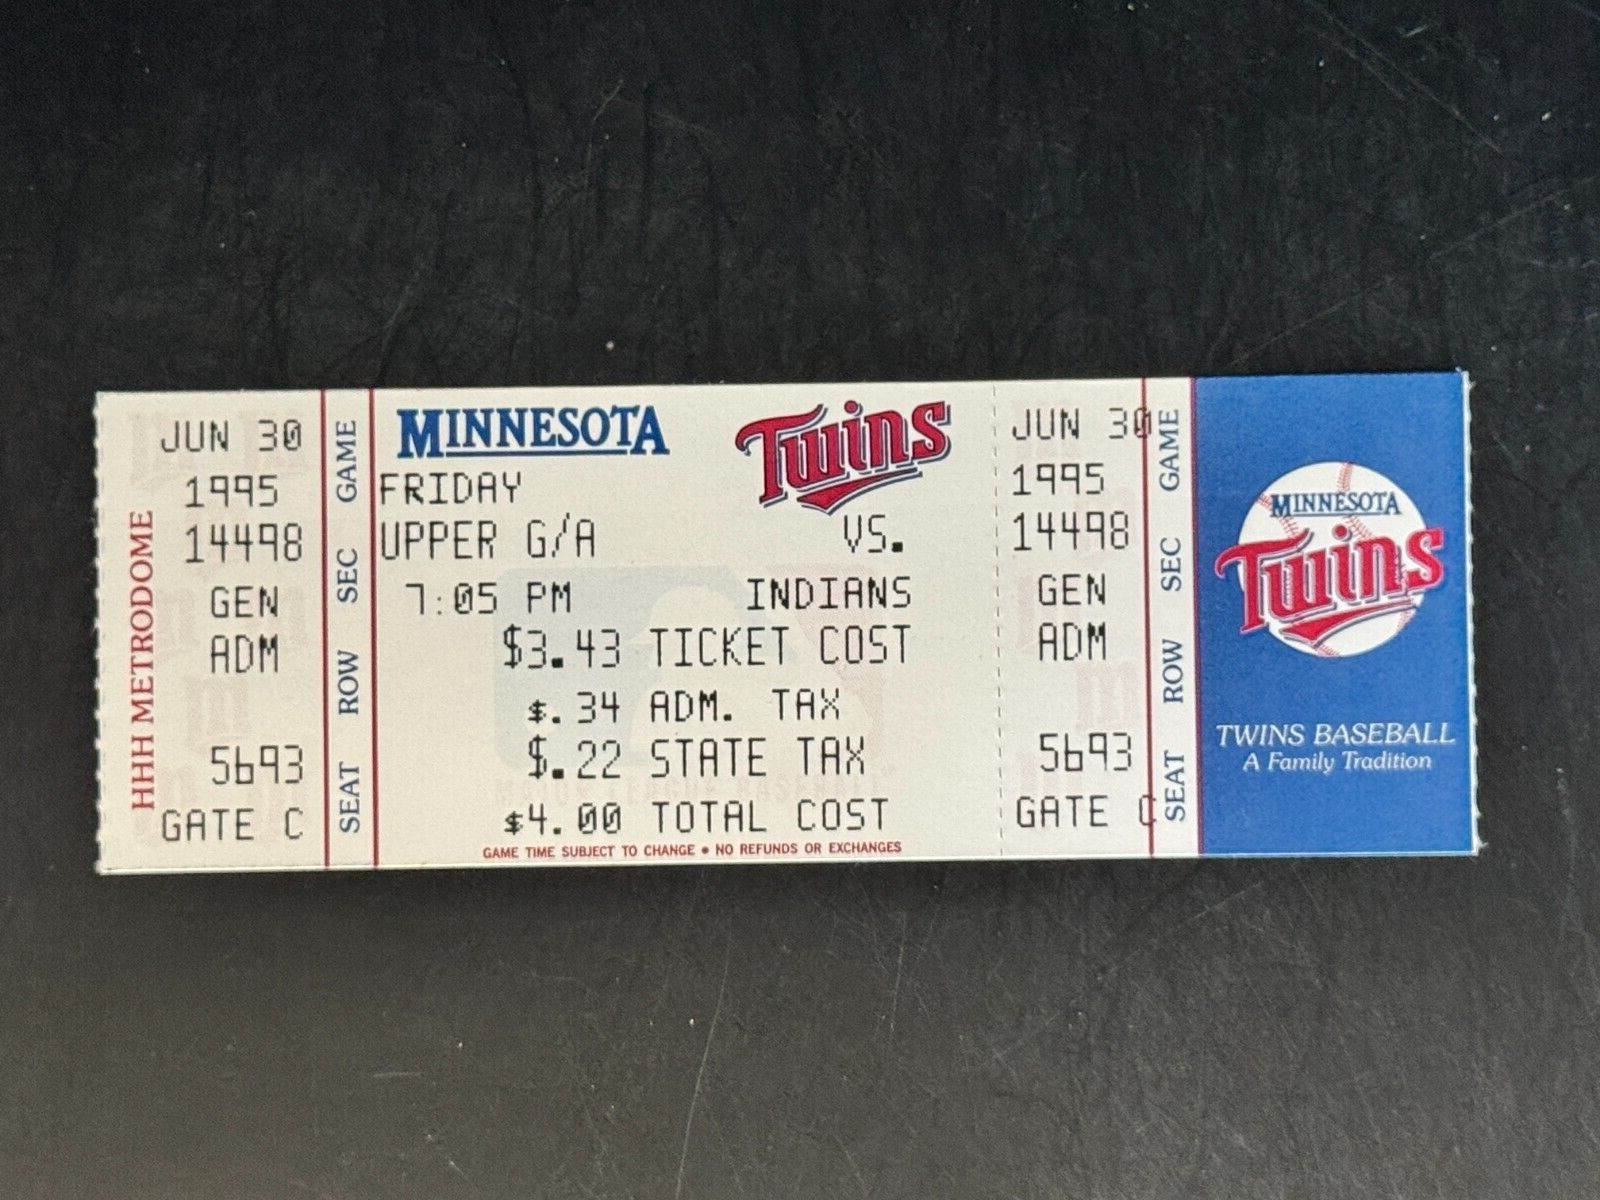 HHH METRODOME
JUN 30
1995
14498
GEN
ADM
5693
GATE C
GAME
SEC
ROW
SEAT
MINNESOTA Twins
FRIDAY
UPPER G/A VS.
7:05 PM INDIANS
$3.43 TICKET COST
$.34 ADM. TAX
$.22 STATE TAX
$4.00 TOTAL COST
MAJOR LEAGUE BASEBALL
GAME TIME SUBJECT TO CHANGE • NO REFUNDS OR EXCHANGES
JUN 30
1995
14498
GEN
ADM
5693
GATE C
GAME
SEC
ROW
SEAT
MINNESOTA
Twins
TWINS BASEBALL
A Family Tradition